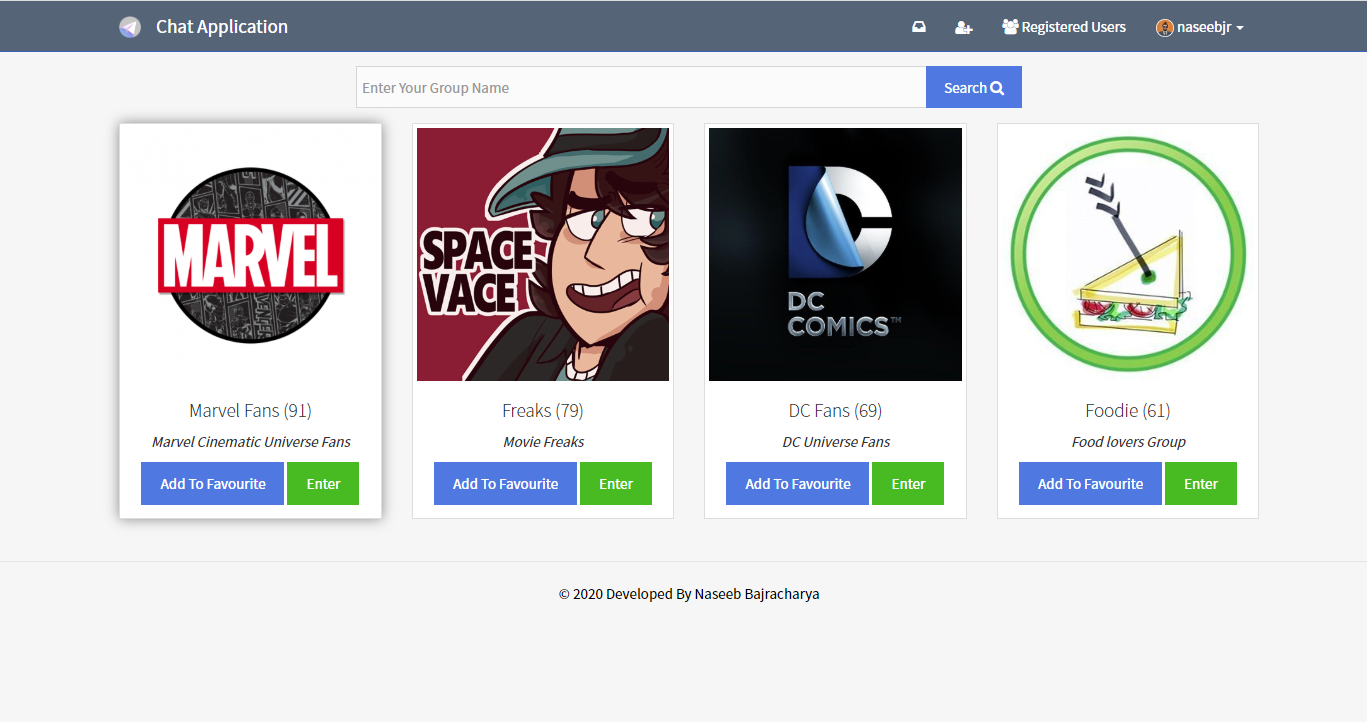 Chat Application
Registered Users
naseebjr
Enter Your Group Name
Search
MARVEL
SPACE
VACE
DC
COMICS™
Marvel Fans (91)
Freaks (79)
DC Fans (69)
Foodie (61)
Marvel Cinematic Universe Fans
Movie Freaks
DC Universe Fans
Food lovers Group
Add To Favourite
Enter
Add To Favourite
Enter
Add To Favourite
Enter
Add To Favourite
Enter
© 2020 Developed By Naseeb Bajracharya